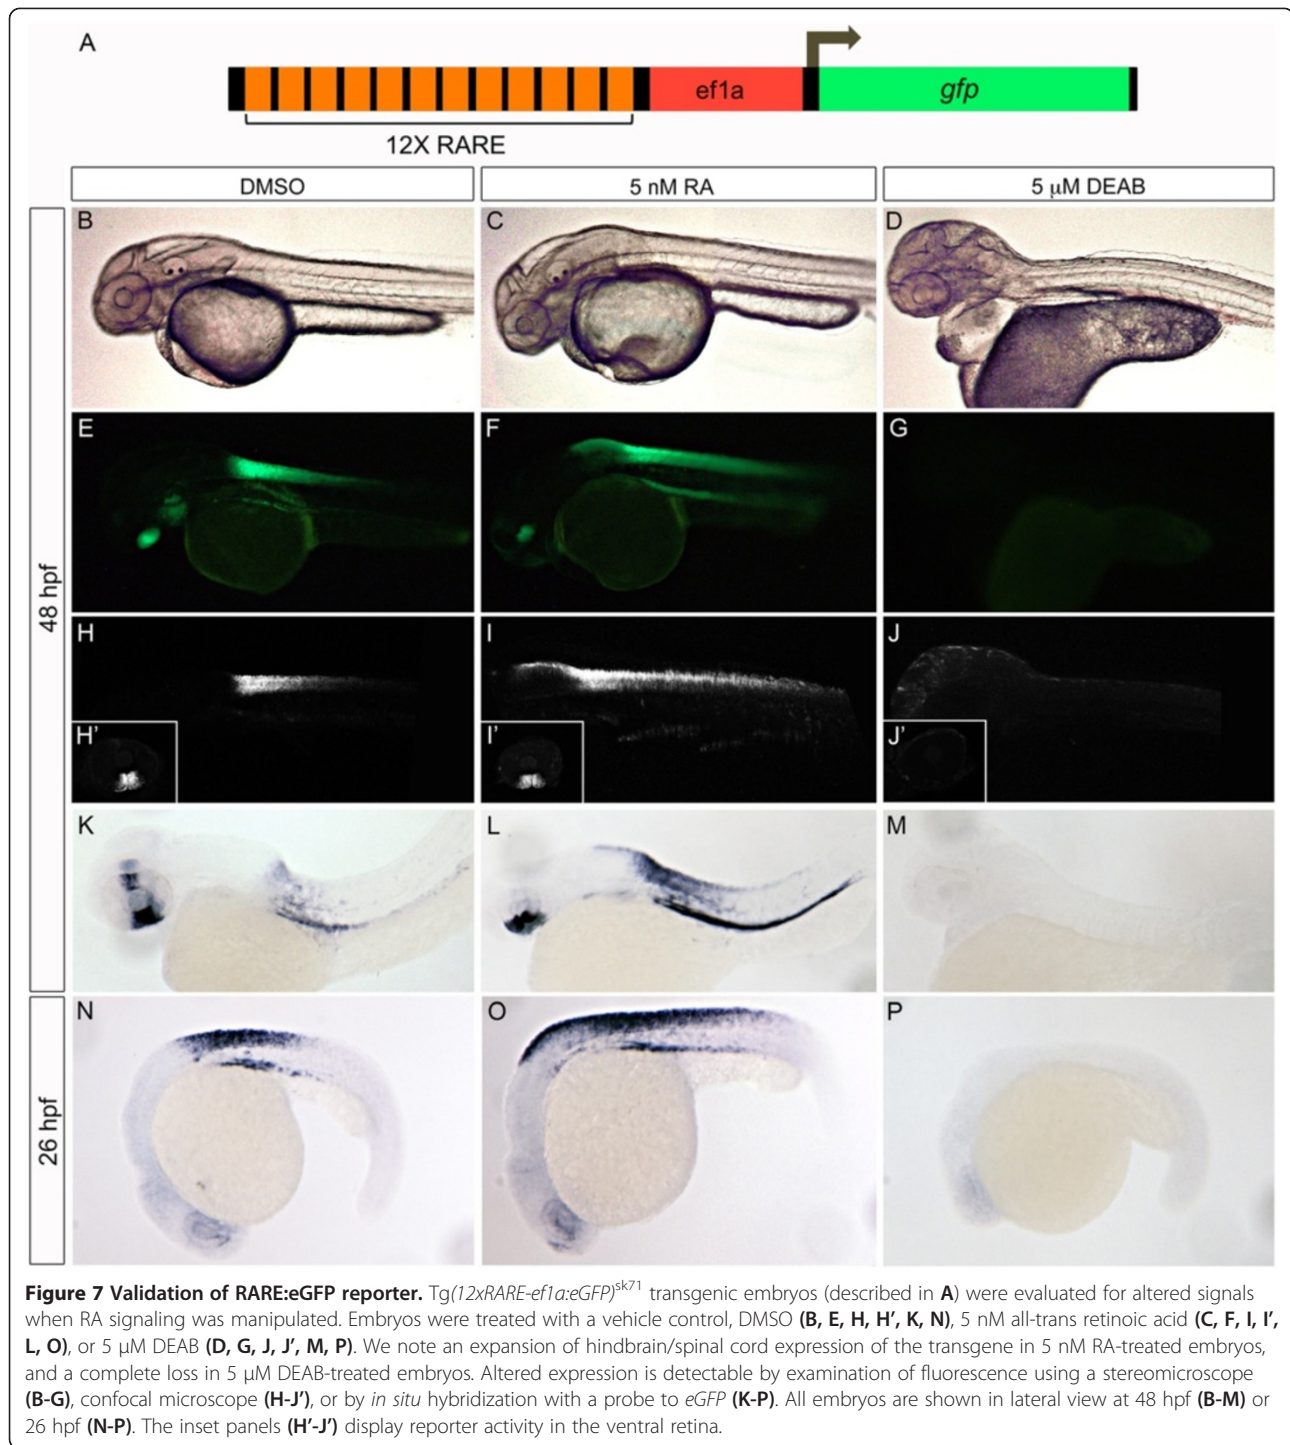 A
ef1a
gfp
12X RARE
DMSO
5 nM RA
5 μM DEAB
48 hpf
B
C
D
E
F
G
H
I
J
H’
I’
J’
K
L
M
26 hpf
N
O
P
Figure 7 Validation of RARE:eGFP reporter. Tg(12xRARE-ef1a:eGFP)sk71 transgenic embryos (described in A) were evaluated for altered signals
when RA signaling was manipulated. Embryos were treated with a vehicle control, DMSO (B, E, H, H’, K, N), 5 nM all-trans retinoic acid (C, F, I, I’,
L, O), or 5 μM DEAB (D, G, J, J’, M, P). We note an expansion of hindbrain/spinal cord expression of the transgene in 5 nM RA-treated embryos,
and a complete loss in 5 μM DEAB-treated embryos. Altered expression is detectable by examination of fluorescence using a stereomicroscope
(B-G), confocal microscope (H-J’), or by in situ hybridization with a probe to eGFP (K-P). All embryos are shown in lateral view at 48 hpf (B-M) or
26 hpf (N-P). The inset panels (H’-J’) display reporter activity in the ventral retina.